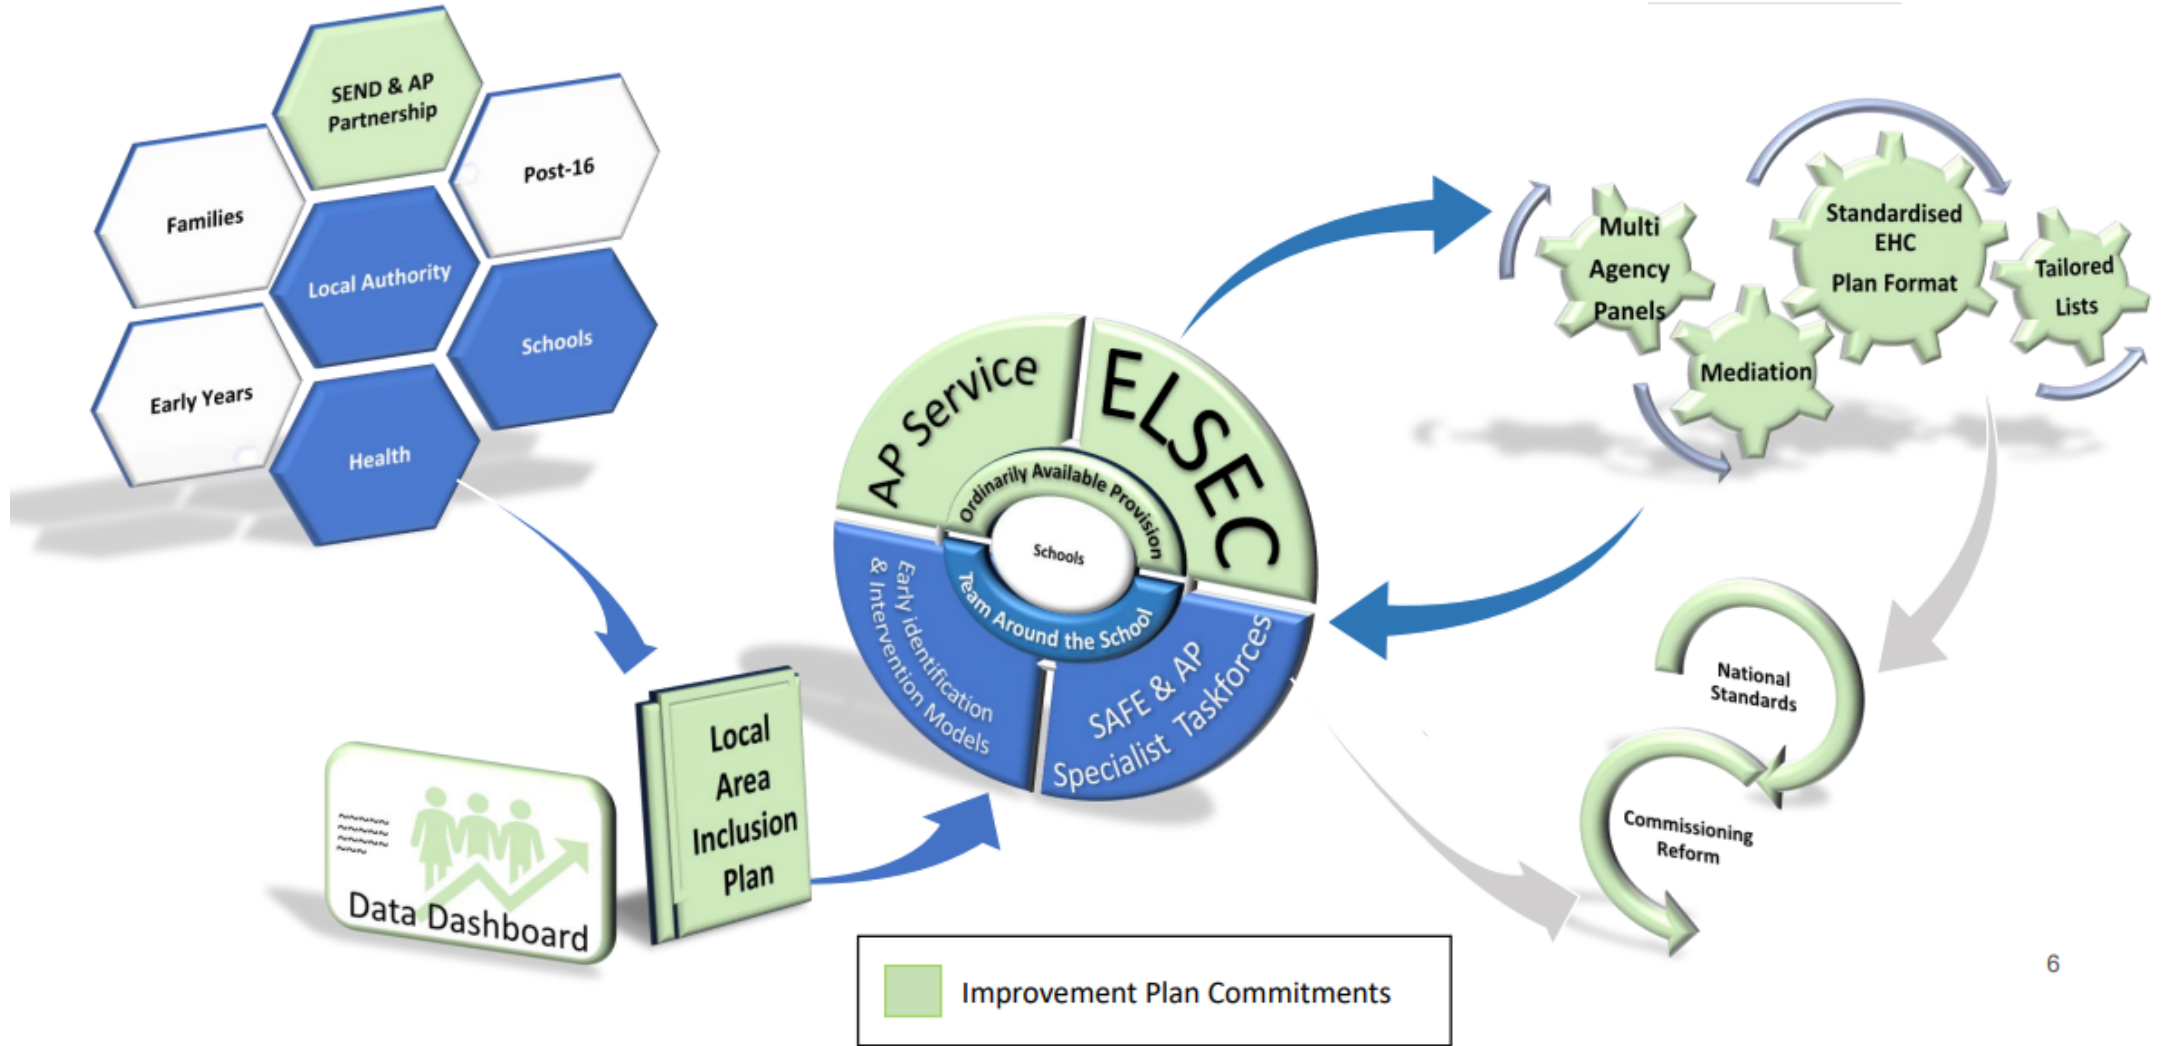 SEND & AP
Partnership
Post-16
Families
Local Authority
Schools
Early Years
Health
Data Dashboard
Local
Area
Inclusion
Plan
AP Service
ELSEC
Ordinarily Available Provision
Schools
Team Around the School
Early identification
& Intervention Models
SAFE & AP
Specialist Taskforces
Multi
Agency
Panels
Mediation
Standardised
EHC
Plan Format
Tailored
Lists
National
Standards
Commissioning
Reform
Improvement Plan Commitments
6